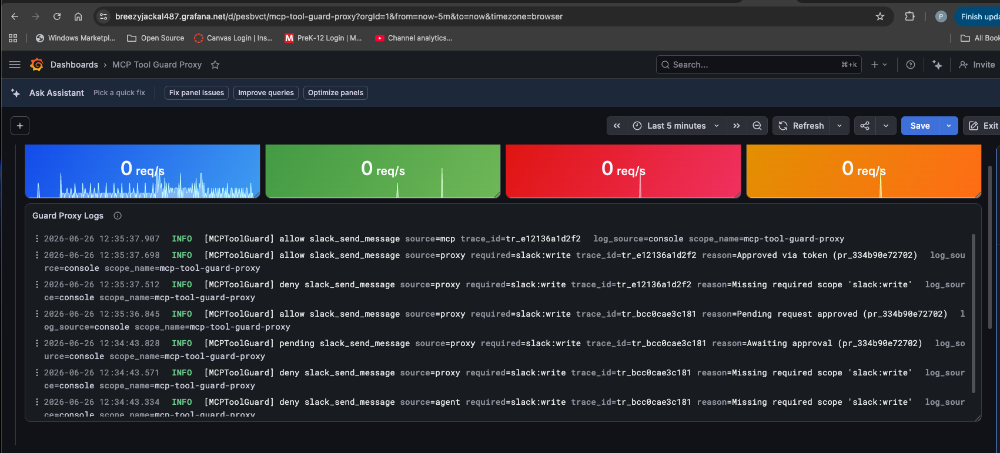 breezyjackal487.grafana.net/d/pesbvct/mcp-tool-guard-proxy?orgId=1&from=now-5m&to=now&timezone=browser
P
Finish upda
Windows Marketpl...
Open Source
Canvas Login | Ins...
M
PreK-12 Login | M...
Channel analytics...
All Book
Dashboards › MCP Tool Guard Proxy
Search...
⌘+k
Invite
Ask Assistant
Pick a quick fix
Fix panel issues
Improve queries
Optimize panels
Last 5 minutes
Refresh
Save
Exit
0 req/s
0 req/s
0 req/s
0 req/s
Guard Proxy Logs
2026-06-26 12:35:37.907 INFO [MCPToolGuard] allow slack_send_message source=mcp trace_id=tr_e12136a1d2f2 log_source=console scope_name=mcp-tool-guard-proxy
2026-06-26 12:35:37.698 INFO [MCPToolGuard] allow slack_send_message source=proxy required=slack:write trace_id=tr_e12136a1d2f2 reason=Approved via token (pr_334b90e72702) log_sou
rce=console scope_name=mcp-tool-guard-proxy
2026-06-26 12:35:37.512 INFO [MCPToolGuard] deny slack_send_message source=proxy required=slack:write trace_id=tr_e12136a1d2f2 reason=Missing required scope 'slack:write' log_sour
ce=console scope_name=mcp-tool-guard-proxy
2026-06-26 12:35:36.845 INFO [MCPToolGuard] allow slack_send_message source=proxy required=slack:write trace_id=tr_bcc0cae3c181 reason=Pending request approved (pr_334b90e72702) l
og_source=console scope_name=mcp-tool-guard-proxy
2026-06-26 12:34:43.828 INFO [MCPToolGuard] pending slack_send_message source=proxy required=slack:write trace_id=tr_bcc0cae3c181 reason=Awaiting approval (pr_334b90e72702) log_so
urce=console scope_name=mcp-tool-guard-proxy
2026-06-26 12:34:43.571 INFO [MCPToolGuard] deny slack_send_message source=proxy required=slack:write trace_id=tr_bcc0cae3c181 reason=Missing required scope 'slack:write' log_sour
ce=console scope_name=mcp-tool-guard-proxy
2026-06-26 12:34:43.334 INFO [MCPToolGuard] deny slack_send_message source=agent required=slack:write trace_id=tr_bcc0cae3c181 reason=Missing required scope 'slack:write' log_sour
ce=console scope_name=mcp-tool-guard-proxy